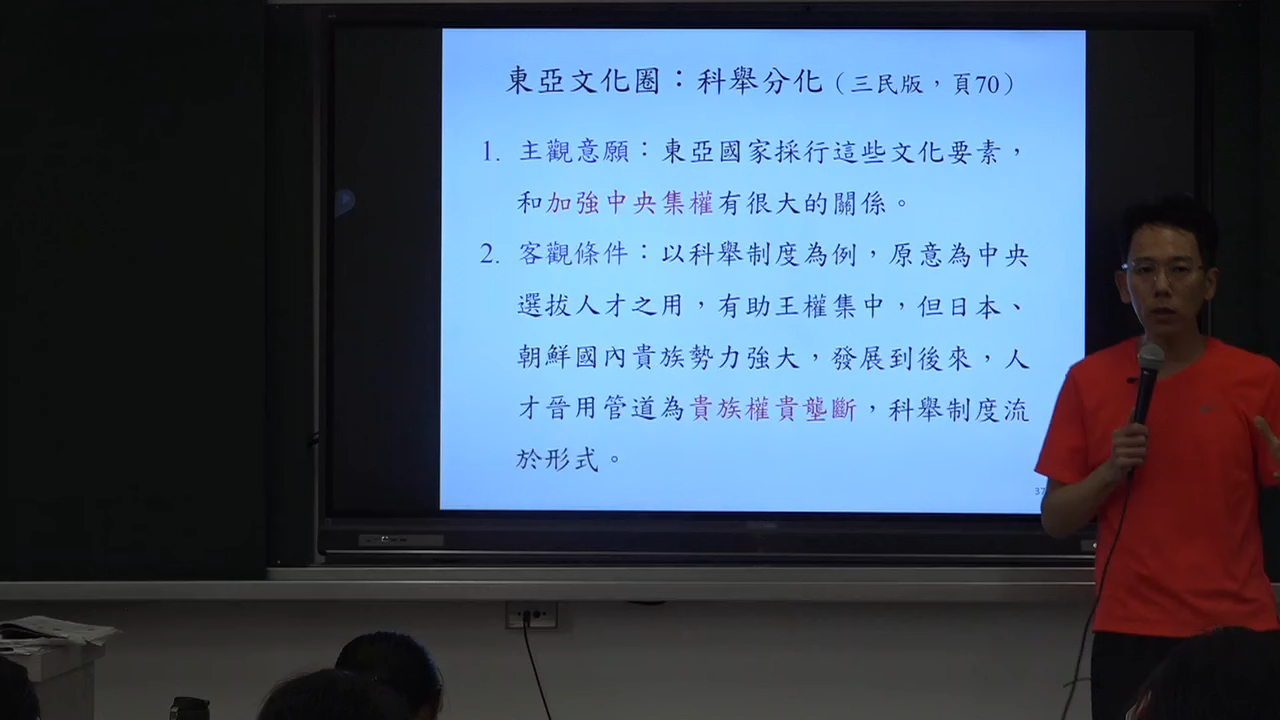 東亞文化圈：科舉分化（三民版，頁70）
1. 主觀意願：東亞國家採行這些文化要素，
和加強中央集權有很大的關係。
2. 客觀條件：以科舉制度為例，原意為中央
選拔人才之用，有助王權集中，但日本、
朝鮮國內貴族勢力強大，發展到後來，人
才晉用管道為貴族權貴壟斷，科舉制度流
於形式。
37